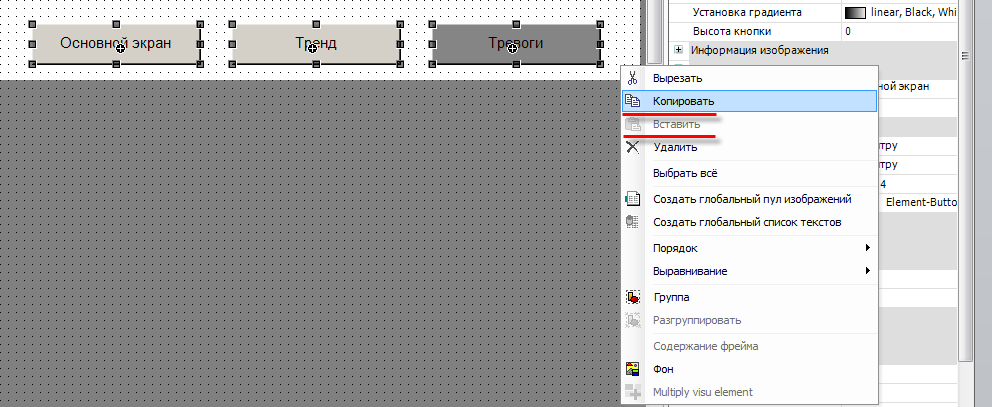 Основной экран
Тренд
Тревоги
Установка градиента
linear, Black, Whi
Высота кнопки
0
Информация изображения
ной экран
тру
тру
4
Element-Butto
Вырезать
Копировать
Вставить
Удалить
Выбрать всё
Создать глобальный пул изображений
Создать глобальный список текстов
Порядок
Выравнивание
Группа
Разгруппировать
Содержание фрейма
Фон
Multiply visu element